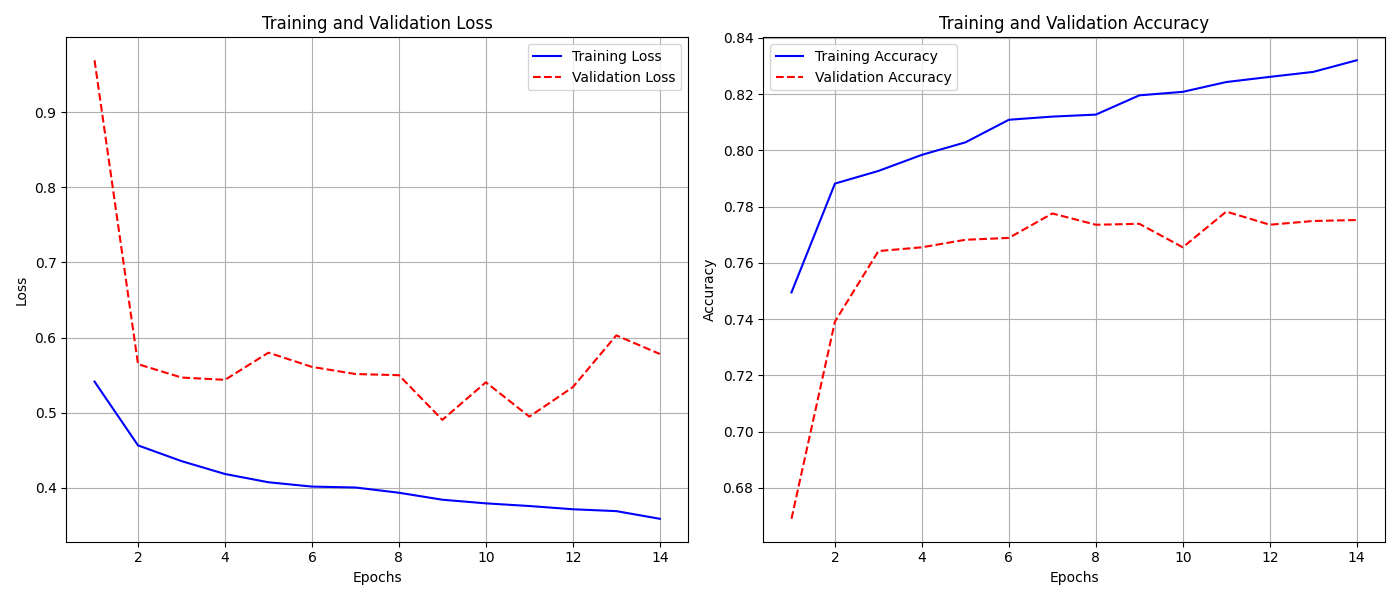 Training and Validation Loss
Training Loss
Validation Loss
0.9
0.8
0.7
0.6
0.5
0.4
Loss
2 4 6 8 10 12 14
Epochs
Training and Validation Accuracy
Training Accuracy
Validation Accuracy
0.84
0.82
0.80
0.78
0.76
0.74
0.72
0.70
0.68
Accuracy
2 4 6 8 10 12 14
Epochs